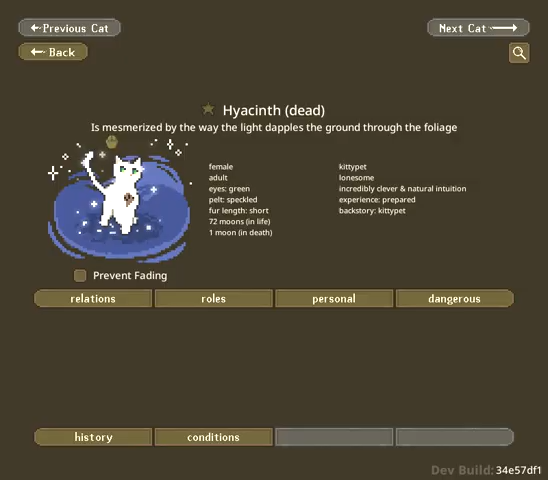 Previous Cat
Next Cat
Back
Hyacinth (dead)
Is mesmerized by the way the light dapples the ground through the foliage
female
adult
eyes: green
pelt: speckled
fur length: short
72 moons (in life)
1 moon (in death)
kittypet
lonesome
incredibly clever & natural intuition
experience: prepared
backstory: kittypet
Prevent Fading
relations
roles
personal
dangerous
history
conditions
Dev Build: 34e57df1